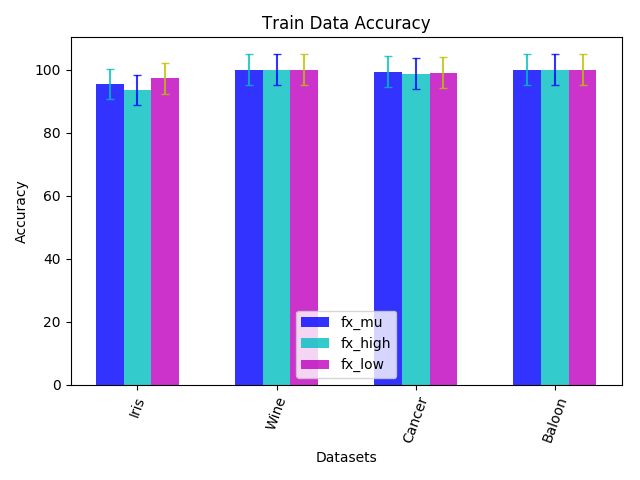 Train Data Accuracy
Accuracy
100
80
60
40
20
0
fx_mu
fx_high
fx_low
Iris
Wine
Cancer
Baloon
Datasets